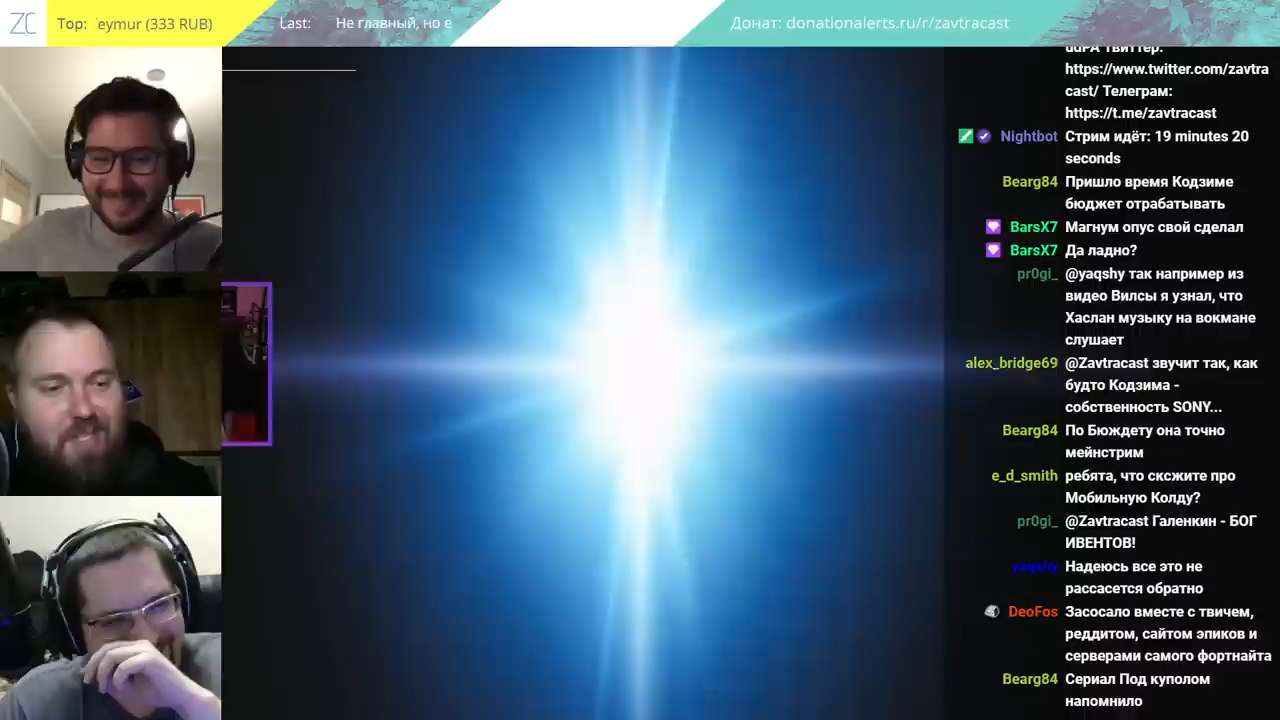 ZC
Top: eymur (333 RUB)
Last: Не главный, но е
Донат: donationalerts.ru/r/zavtracast
Твиттер:
https://www.twitter.com/zavtra
cast/ Телеграм:
https://t.me/zavtracast
Nightbot Стрим идёт: 19 minutes 20
seconds
Bearg84 Пришло время Кодзиме
бюджет отрабатывать
BarsX7 Магнум опус свой сделал
BarsX7 Да ладно?
pr0gi_ @yaqshy так например из
видео Вилсы я узнал, что
Хаслан музыку на вокмане
слушает
alex_bridge69 @Zavtracast звучит так, как
будто Кодзима -
собственность SONY...
Bearg84 По Бюждету она точно
мейнстрим
e_d_smith ребята, что сксжите про
Мобильную Колду?
pr0gi_ @Zavtracast Галенкин - БОГ
ИВЕНТОВ!
yaqshy Надеюсь все это не
рассасется обратно
DeoFos Засосало вместе с твичем,
реддитом, сайтом эпиков и
серверами самого фортнайта
Bearg84 Сериал Под куполом
напомнило